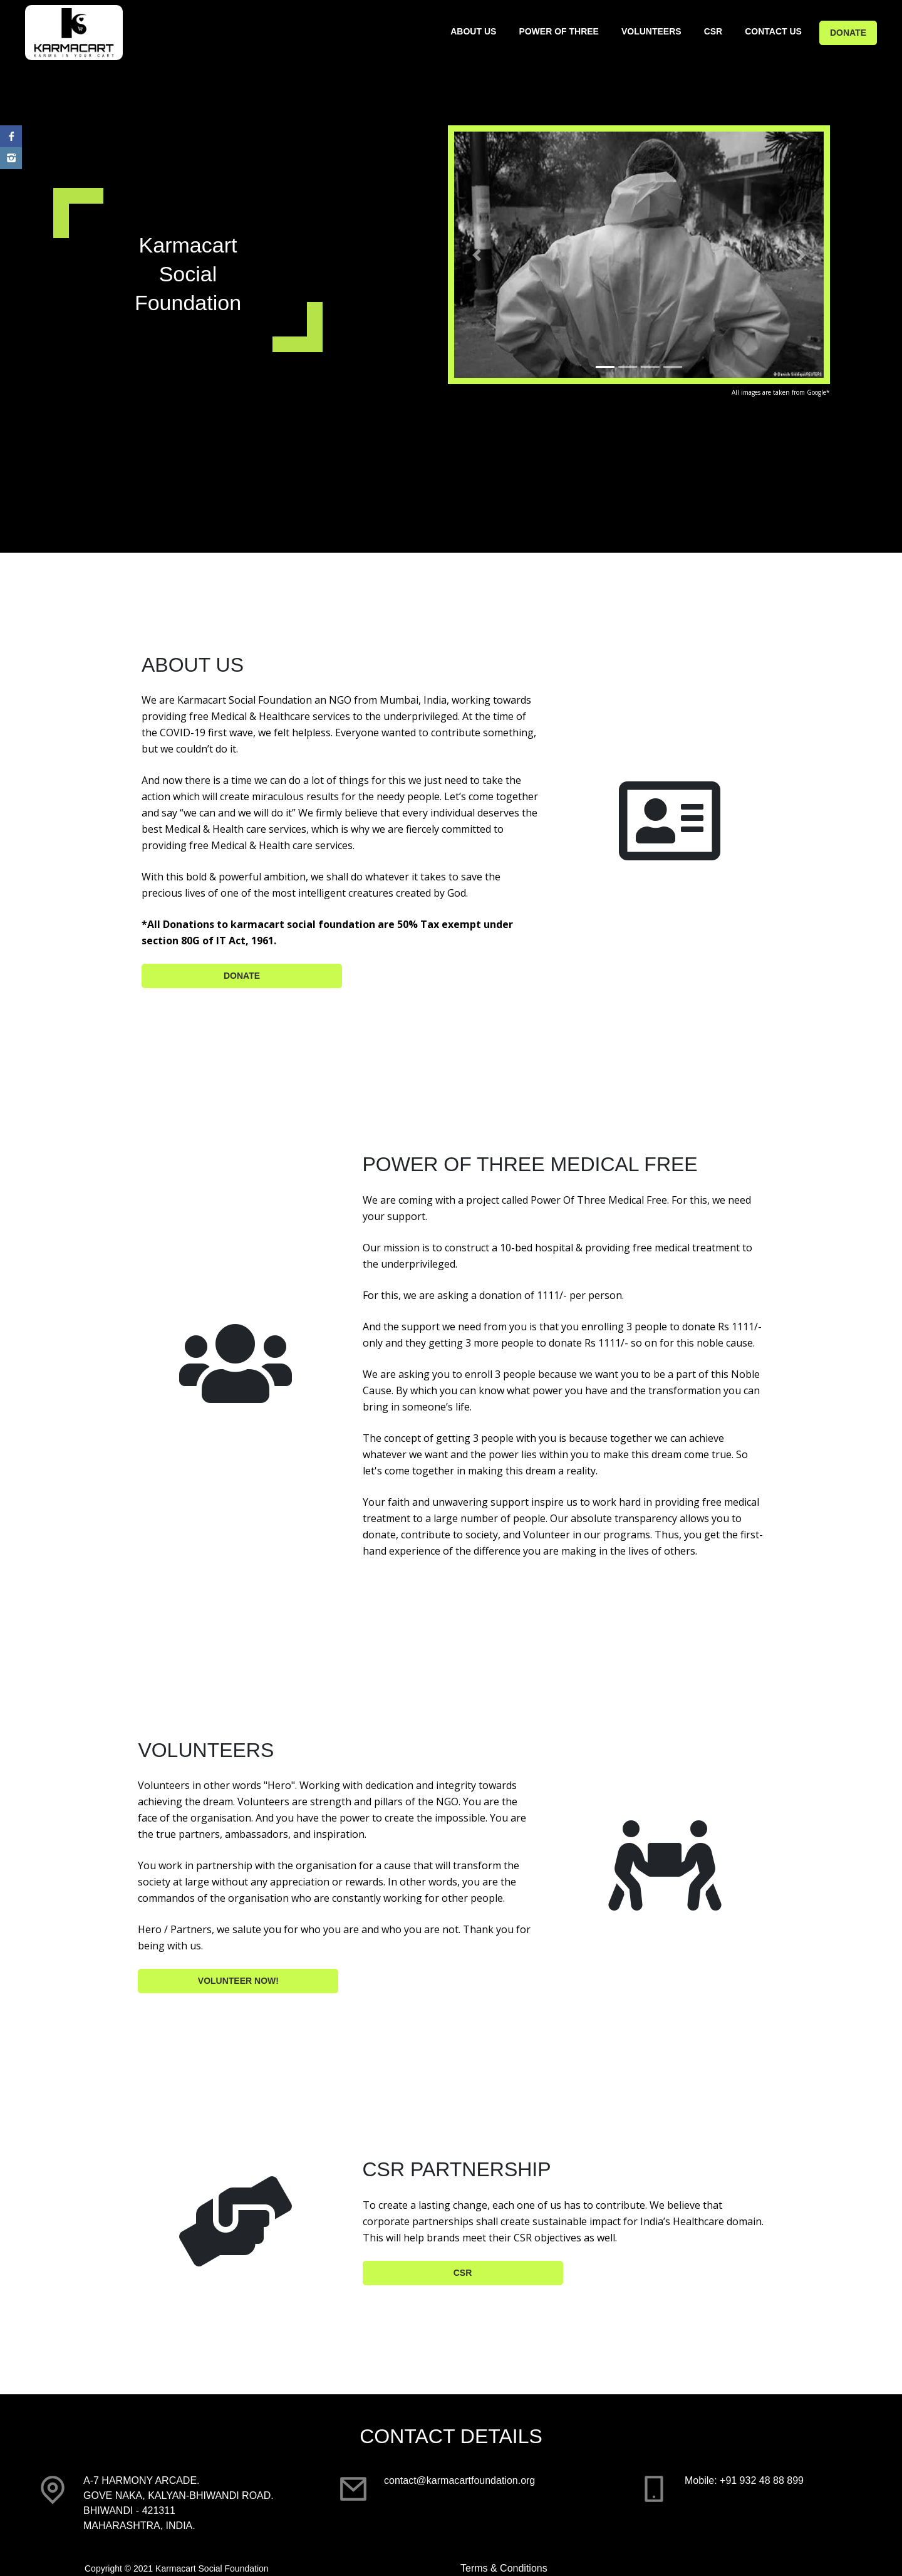 KARMACART
KARMA IN YOUR CART
ABOUT US
POWER OF THREE
VOLUNTEERS
CSR
CONTACT US
DONATE
Karmacart
Social
Foundation
All images are taken from Google*
ABOUT US
We are Karmacart Social Foundation an NGO from Mumbai, India, working towards
providing free Medical & Healthcare services to the underprivileged. At the time of
the COVID-19 first wave, we felt helpless. Everyone wanted to contribute something,
but we couldn’t do it.
And now there is a time we can do a lot of things for this we just need to take the
action which will create miraculous results for the needy people. Let’s come together
and say “we can and we will do it” We firmly believe that every individual deserves the
best Medical & Health care services, which is why we are fiercely committed to
providing free Medical & Health care services.
With this bold & powerful ambition, we shall do whatever it takes to save the
precious lives of one of the most intelligent creatures created by God.
*All Donations to karmacart social foundation are 50% Tax exempt under
section 80G of IT Act, 1961.
DONATE
POWER OF THREE MEDICAL FREE
We are coming with a project called Power Of Three Medical Free. For this, we need
your support.
Our mission is to construct a 10-bed hospital & providing free medical treatment to
the underprivileged.
For this, we are asking a donation of 1111/- per person.
And the support we need from you is that you enrolling 3 people to donate Rs 1111/-
only and they getting 3 more people to donate Rs 1111/- so on for this noble cause.
We are asking you to enroll 3 people because we want you to be a part of this Noble
Cause. By which you can know what power you have and the transformation you can
bring in someone’s life.
The concept of getting 3 people with you is because together we can achieve
whatever we want and the power lies within you to make this dream come true. So
let's come together in making this dream a reality.
Your faith and unwavering support inspire us to work hard in providing free medical
treatment to a large number of people. Our absolute transparency allows you to
donate, contribute to society, and Volunteer in our programs. Thus, you get the first-
hand experience of the difference you are making in the lives of others.
VOLUNTEERS
Volunteers in other words "Hero". Working with dedication and integrity towards
achieving the dream. Volunteers are strength and pillars of the NGO. You are the
face of the organisation. And you have the power to create the impossible. You are
the true partners, ambassadors, and inspiration.
You work in partnership with the organisation for a cause that will transform the
society at large without any appreciation or rewards. In other words, you are the
commandos of the organisation who are constantly working for other people.
Hero / Partners, we salute you for who you are and who you are not. Thank you for
being with us.
VOLUNTEER NOW!
CSR PARTNERSHIP
To create a lasting change, each one of us has to contribute. We believe that
corporate partnerships shall create sustainable impact for India’s Healthcare domain.
This will help brands meet their CSR objectives as well.
CSR
CONTACT DETAILS
A-7 HARMONY ARCADE.
GOVE NAKA, KALYAN-BHIWANDI ROAD.
BHIWANDI - 421311
MAHARASHTRA, INDIA.
contact@karmacartfoundation.org
Mobile: +91 932 48 88 899
Copyright © 2021 Karmacart Social Foundation
Terms & Conditions